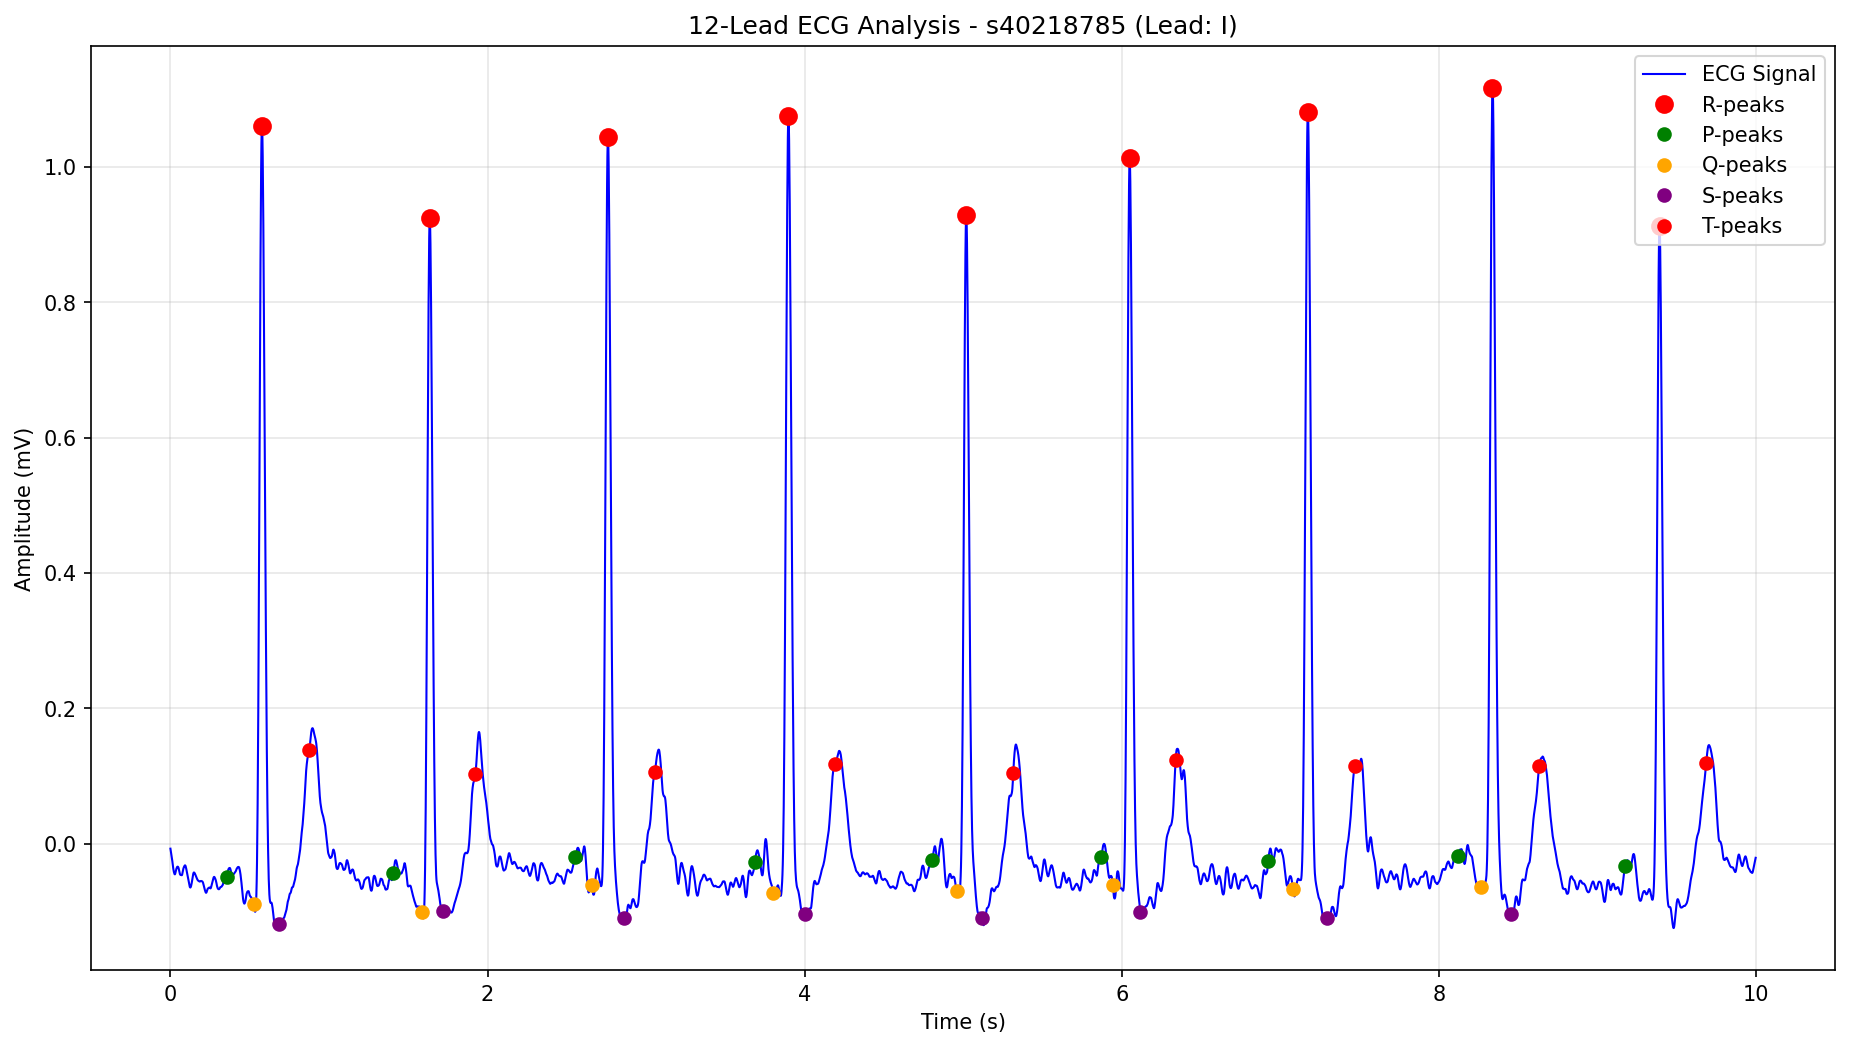 12-Lead ECG Analysis - s40218785 (Lead: I)
ECG Signal
R-peaks
P-peaks
Q-peaks
S-peaks
T-peaks
Amplitude (mV)
1.0
0.8
0.6
0.4
0.2
0.0
0 2 4 6 8 10
Time (s)